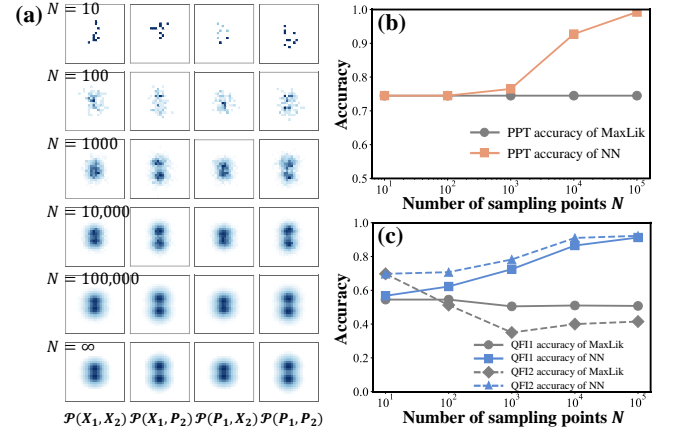 (a)
N = 10
N = 100
N = 1000
N = 10,000
N = 100,000
N = ∞
𝒫(X₁, X₂) 𝒫(X₁, P₂) 𝒫(P₁, X₂) 𝒫(P₁, P₂)
(b)
Accuracy
1.0
0.9
0.8
0.7
0.6
0.5
PPT accuracy of MaxLik
PPT accuracy of NN
10¹ 10² 10³ 10⁴ 10⁵
Number of sampling points N
(c)
Accuracy
1.0
0.8
0.6
0.4
0.2
0.0
QFI1 accuracy of MaxLik
QFI1 accuracy of NN
QFI2 accuracy of MaxLik
QFI2 accuracy of NN
10¹ 10² 10³ 10⁴ 10⁵
Number of sampling points N